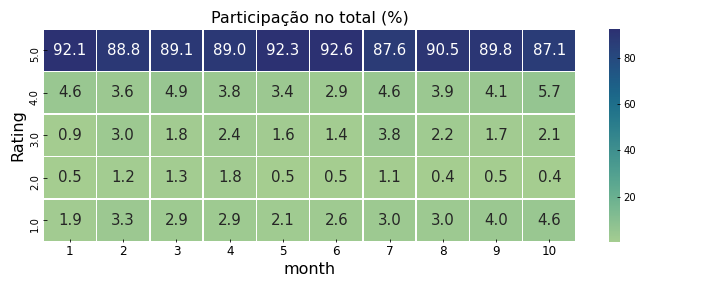 Participação no total (%)
5.0 92.1 88.8 89.1 89.0 92.3 92.6 87.6 90.5 89.8 87.1
4.0 4.6 3.6 4.9 3.8 3.4 2.9 4.6 3.9 4.1 5.7
3.0 0.9 3.0 1.8 2.4 1.6 1.4 3.8 2.2 1.7 2.1
2.0 0.5 1.2 1.3 1.8 0.5 0.5 1.1 0.4 0.5 0.4
1.0 1.9 3.3 2.9 2.9 2.1 2.6 3.0 3.0 4.0 4.6
1 2 3 4 5 6 7 8 9 10
month
Rating
80
60
40
20